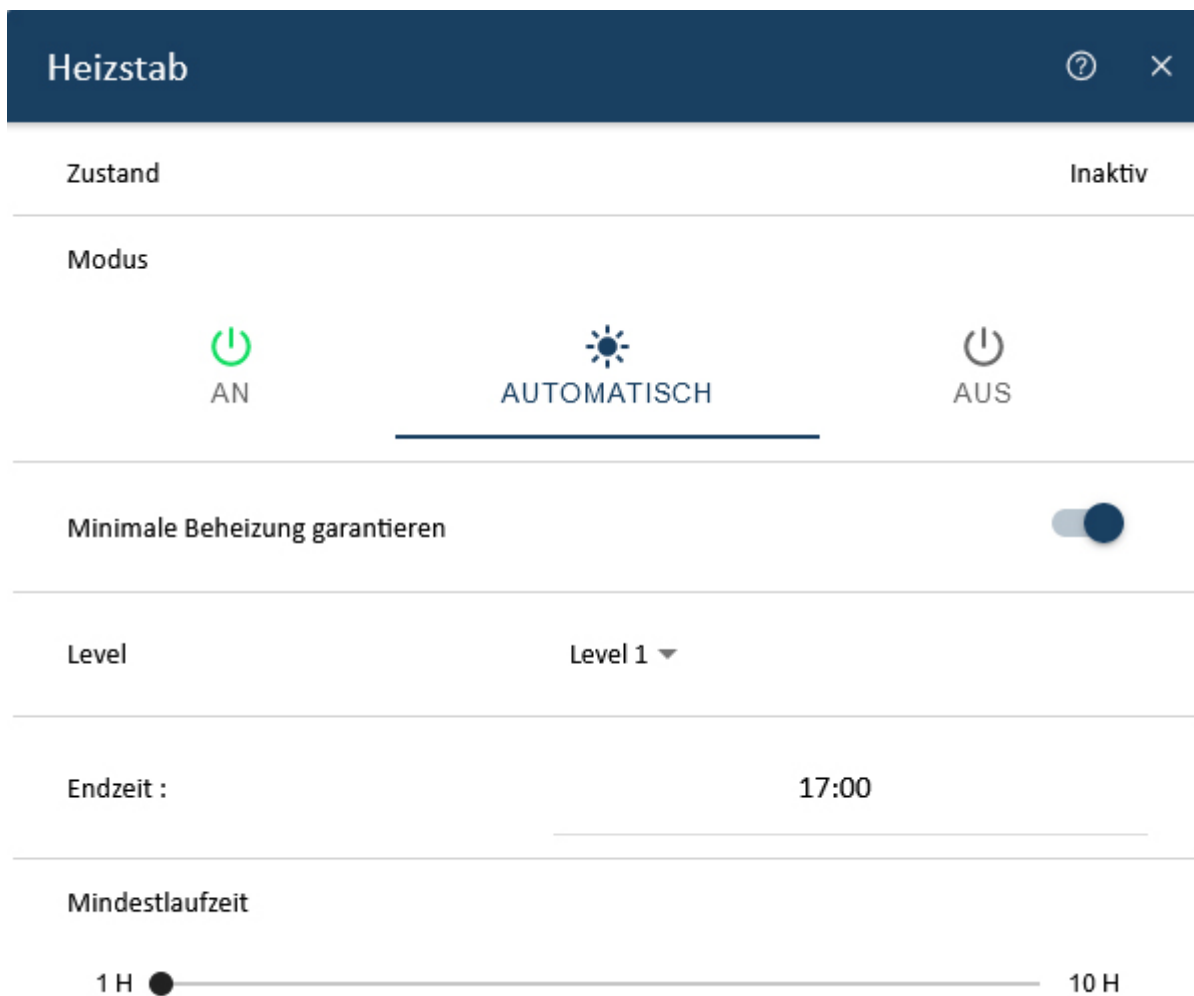 Heizstab
Zustand Inaktiv
Modus
AN AUTOMATISCH AUS
Minimale Beheizung garantieren
Level Level 1
Endzeit : 17:00
Mindestlaufzeit
1 H 10 H